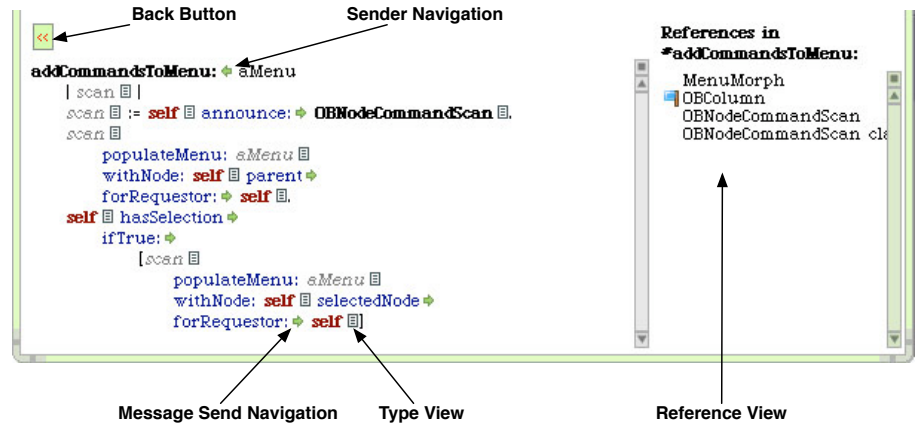 Back Button
Sender Navigation
<<
addCommandsToMenu: aMenu
| scan |
scan := self announce: OBNodeCommandScan .
scan
populateMenu: aMenu
withNode: self parent
forRequestor: self .
self hasSelection
ifTrue:
[scan
populateMenu: aMenu
withNode: self selectedNode
forRequestor: self ]
References in
#addCommandsToMenu:
MenuMorph
OBColumn
OBNodeCommandScan
OBNodeCommandScan cla
Message Send Navigation
Type View
Reference View